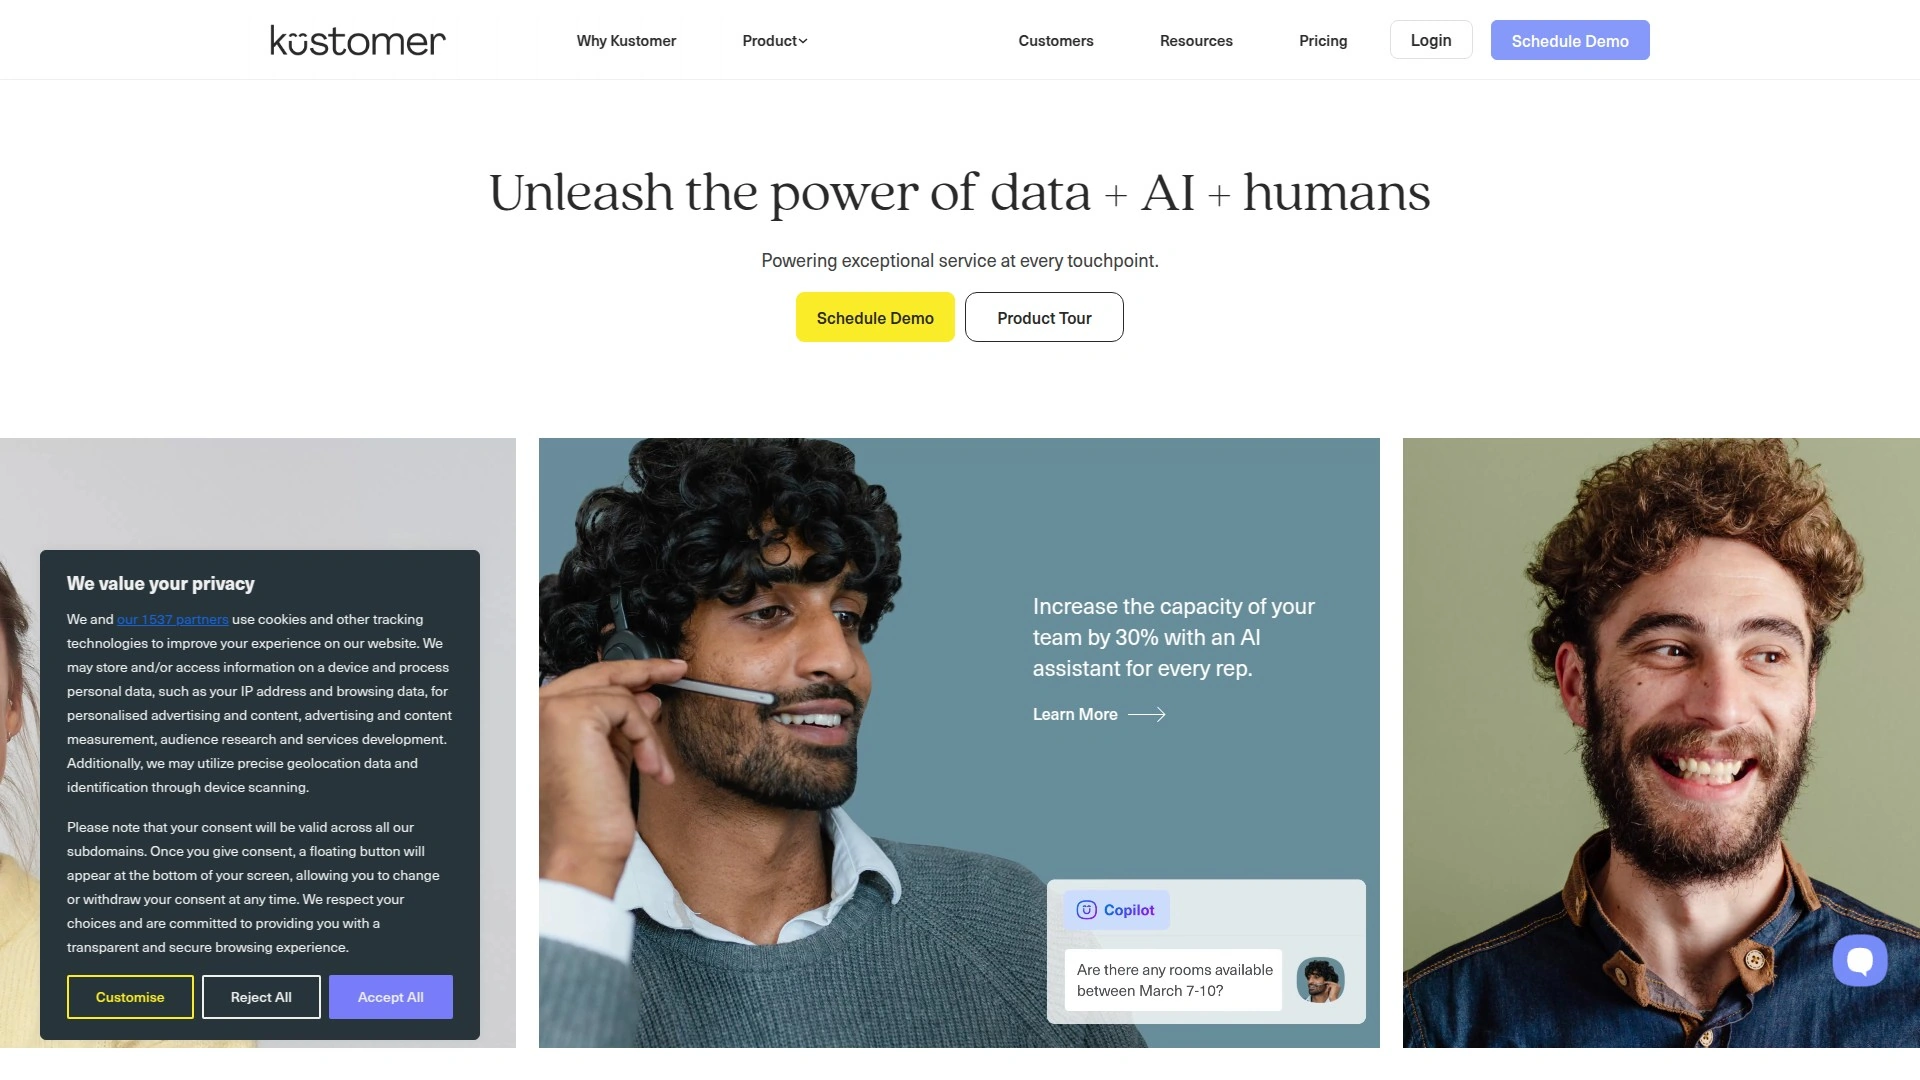 kustomer
Why Kustomer
Product
Customers
Resources
Pricing
Login
Schedule Demo
Unleash the power of data + AI + humans
Powering exceptional service at every touchpoint.
Schedule Demo
Product Tour
Increase the capacity of your
team by 30% with an AI
assistant for every rep.
Learn More
Copilot
Are there any rooms available
between March 7-10?
We value your privacy
We and our 1537 partners use cookies and other tracking
technologies to improve your experience on our website. We
may store and/or access information on a device and process
personal data, such as your IP address and browsing data, for
personalised advertising and content, advertising and content
measurement, audience research and services development.
Additionally, we may utilize precise geolocation data and
identification through device scanning.
Please note that your consent will be valid across all our
subdomains. Once you give consent, a floating button will
appear at the bottom of your screen, allowing you to change
or withdraw your consent at any time. We respect your
choices and are committed to providing you with a
transparent and secure browsing experience.
Customise
Reject All
Accept All